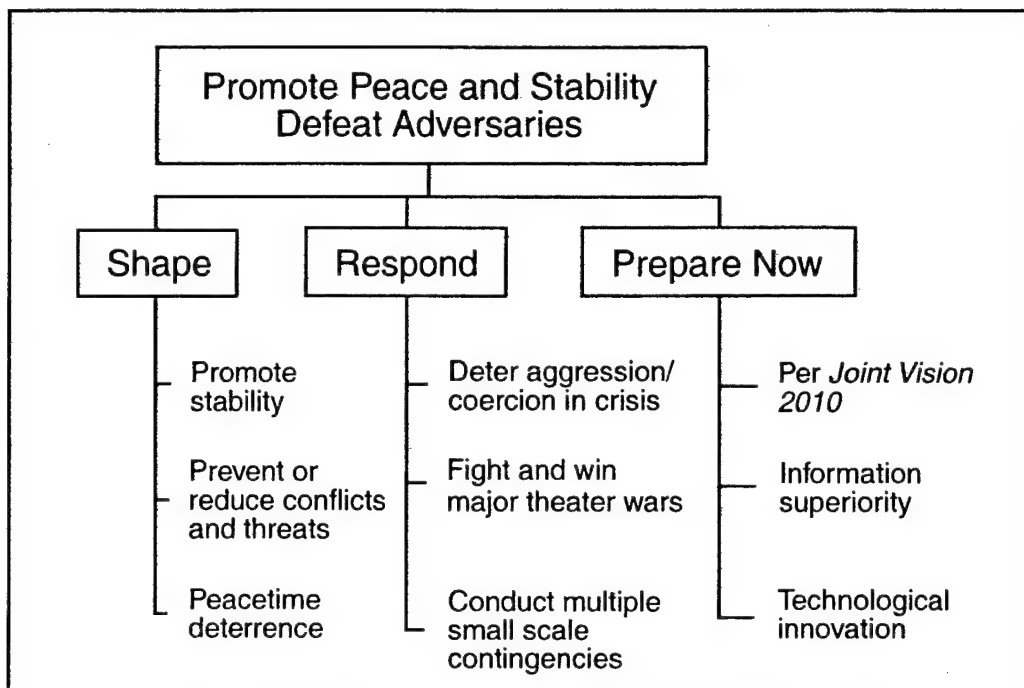 Promote Peace and Stability
Defeat Adversaries
Shape
Respond
Prepare Now
Promote
stability
Prevent or
reduce conflicts
and threats
Peacetime
deterrence
Deter aggression/
coercion in crisis
Fight and win
major theater wars
Conduct multiple
small scale
contingencies
Per Joint Vision
2010
Information
superiority
Technological
innovation